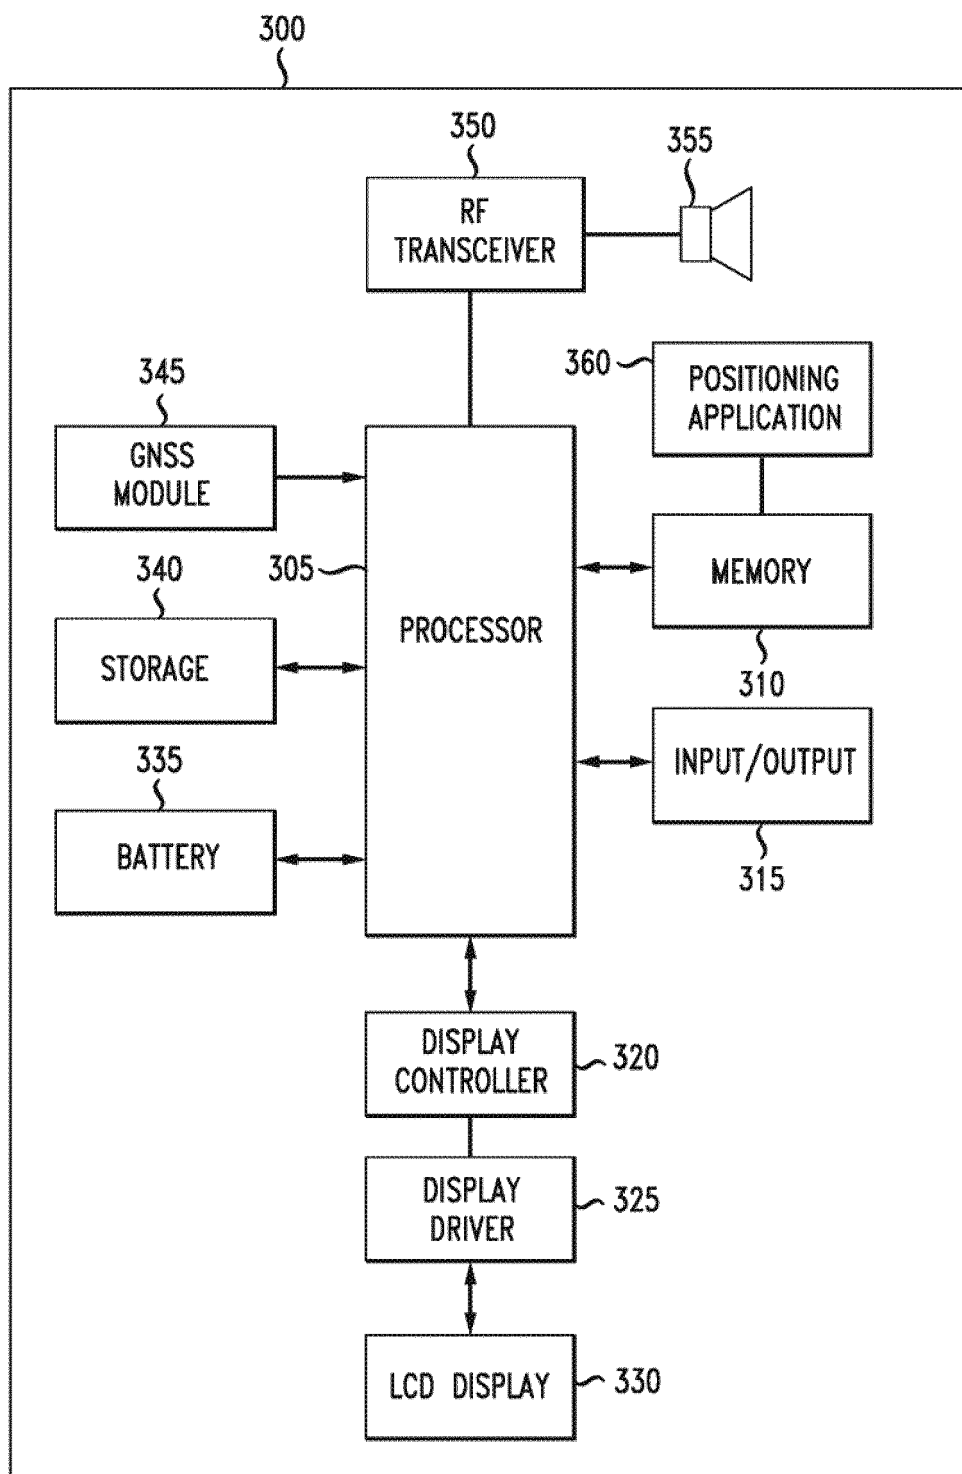 300
350
355
RF
TRANSCEIVER
345
360
POSITIONING
APPLICATION
GNSS
MODULE
340
305
MEMORY
PROCESSOR
STORAGE
310
335
INPUT/OUTPUT
BATTERY
315
DISPLAY
CONTROLLER
320
DISPLAY
DRIVER
325
LCD DISPLAY
330